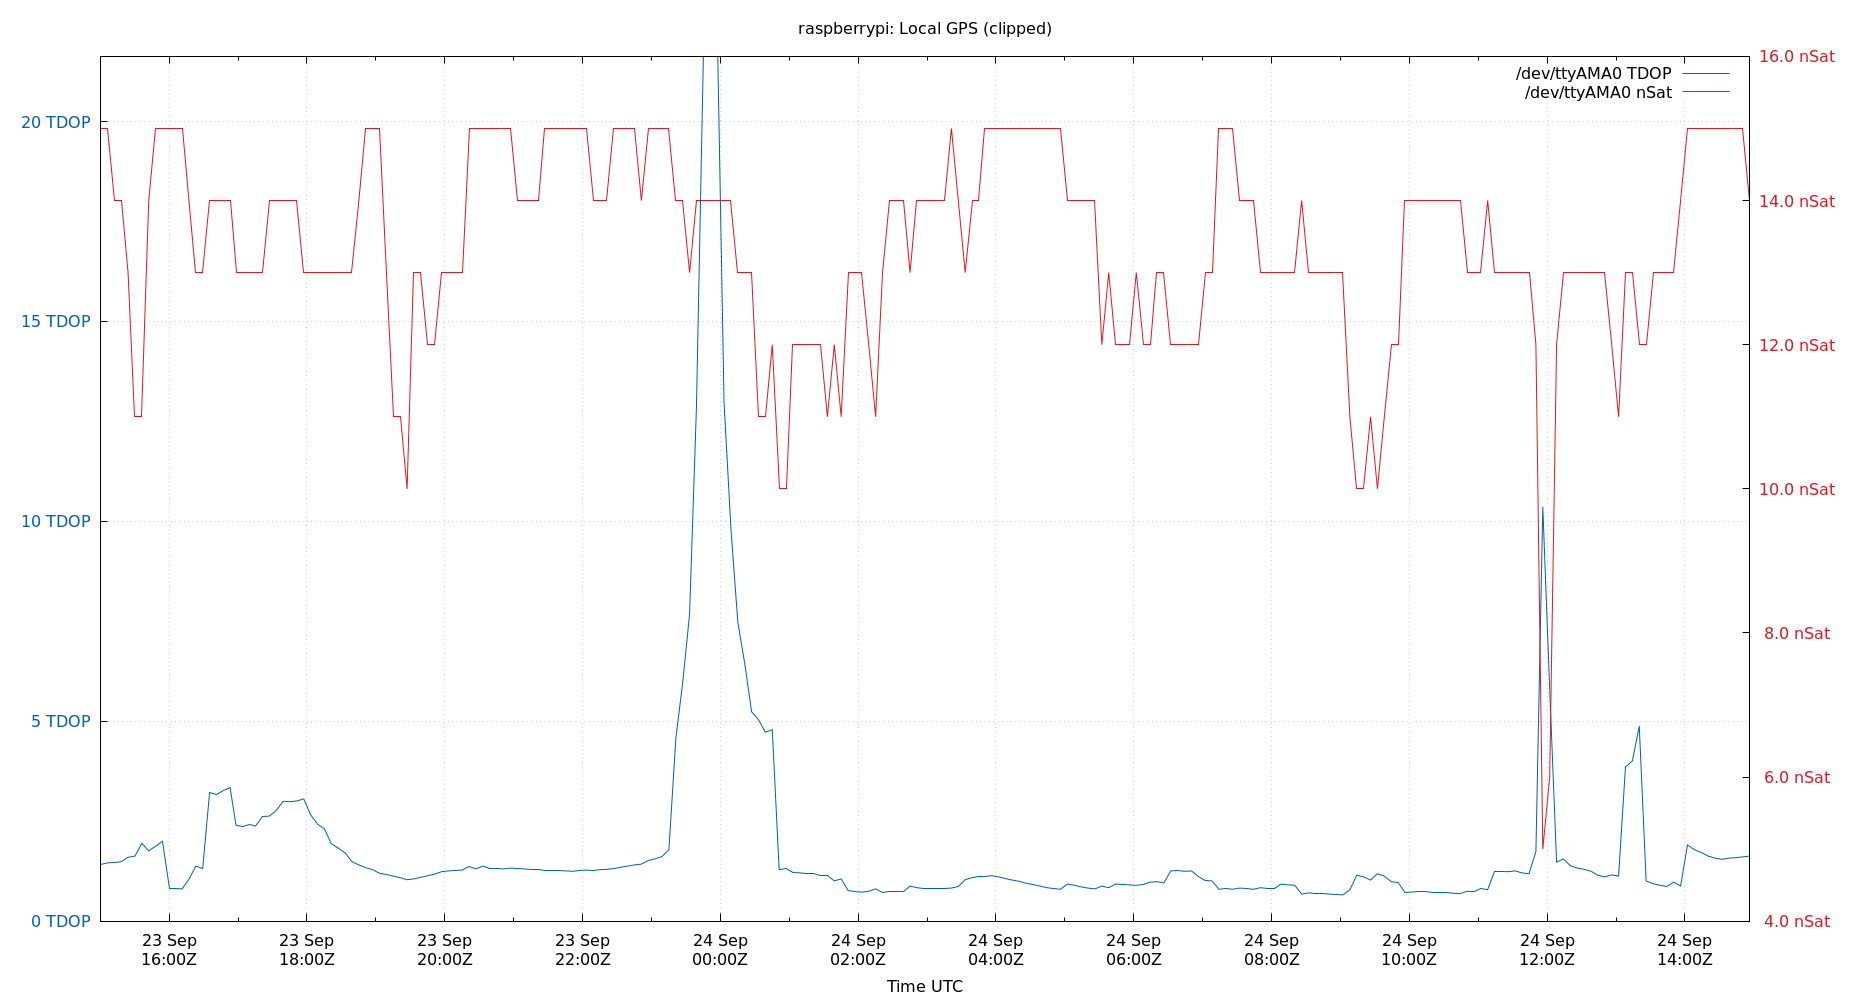 raspberrypi: Local GPS (clipped)
/dev/ttyAMA0 TDOP
/dev/ttyAMA0 nSat
20 TDOP
15 TDOP
10 TDOP
5 TDOP
0 TDOP
16.0 nSat
14.0 nSat
12.0 nSat
10.0 nSat
8.0 nSat
6.0 nSat
4.0 nSat
23 Sep 23 Sep 23 Sep 23 Sep 24 Sep 24 Sep 24 Sep 24 Sep 24 Sep 24 Sep 24 Sep 24 Sep
16:00Z 18:00Z 20:00Z 22:00Z 00:00Z 02:00Z 04:00Z 06:00Z 08:00Z 10:00Z 12:00Z 14:00Z
Time UTC